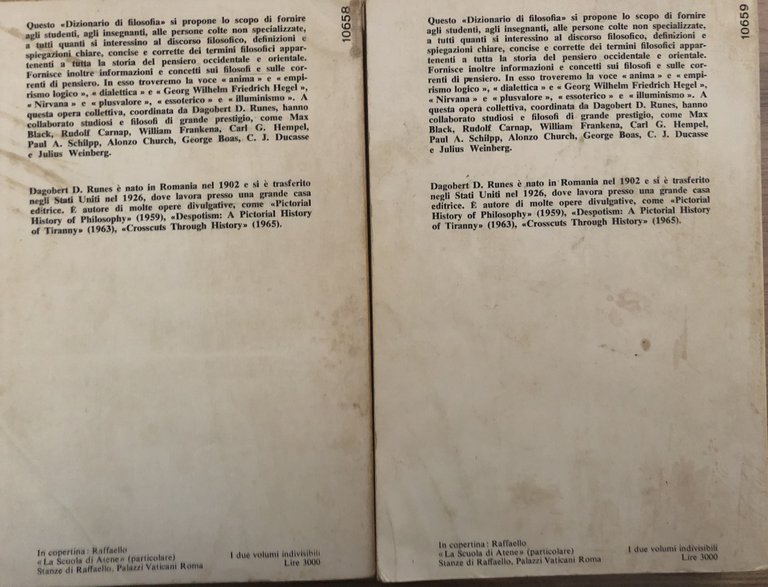 Questo «Dizionario di filosofia» si propone lo scopo di fornire
agli studenti, agli insegnanti, alle persone colte non specializzate,
a tutti quanti si interessino al discorso filosofico, definizioni e
spiegazioni chiare, concise e corrette dei termini filosofici appar-
tenenti a tutta la storia del pensiero occidentale e orientale.
Fornisce inoltre informazioni e concetti sui filosofi e sulle cor-
renti di pensiero. In esso troveremo la voce « anima » e « empi-
rismo logico », « dialettica » e « Georg Wilhelm Friedrich Hegel »,
« Nirvana » e « plusvalore », « essoterico » e « illuminismo ». A
questa opera collettiva, coordinata da Dagobert D. Runes, hanno
collaborato studiosi e filosofi di grande prestigio, come Max
Black, Rudolf Carnap, William Frankena, Carl G. Hempel,
Paul A. Schilpp, Alonzo Church, George Boas, C. J. Ducasse
e Julius Weinberg.
Dagobert D. Runes è nato in Romania nel 1902 e si è trasferito
negli Stati Uniti nel 1926, dove lavora presso una grande casa
editrice. È autore di molte opere divulgative, come «Pictorial
History of Philosophy» (1959), «Despotism: A Pictorial History
of Tiranny» (1963), «Crosscuts Through History» (1965).
In copertina: Raffaello
«La Scuola di Atene» (particolare)
Stanze di Raffaello, Palazzi Vaticani Roma
I due volumi indivisibili
Lire 3000
10658
Questo «Dizionario di filosofia» si propone lo scopo di fornire
agli studenti, agli insegnanti, alle persone colte non specializzate,
a tutti quanti si interessino al discorso filosofico, definizioni e
spiegazioni chiare, concise e corrette dei termini filosofici appar-
tenenti a tutta la storia del pensiero occidentale e orientale.
Fornisce inoltre informazioni e concetti sui filosofi e sulle cor-
renti di pensiero. In esso troveremo la voce « anima » e « empi-
rismo logico », « dialettica » e « Georg Wilhelm Friedrich Hegel »,
« Nirvana » e « plusvalore », « essoterico » e « illuminismo ». A
questa opera collettiva, coordinata da Dagobert D. Runes, hanno
collaborato studiosi e filosofi di grande prestigio, come Max
Black, Rudolf Carnap, William Frankena, Carl G. Hempel,
Paul A. Schilpp, Alonzo Church, George Boas, C. J. Ducasse
e Julius Weinberg.
Dagobert D. Runes è nato in Romania nel 1902 e si è trasferito
negli Stati Uniti nel 1926, dove lavora presso una grande casa
editrice. È autore di molte opere divulgative, come «Pictorial
History of Philosophy» (1959), «Despotism: A Pictorial History
of Tiranny» (1963), «Crosscuts Through History» (1965).
In copertina: Raffaello
«La Scuola di Atene» (particolare)
Stanze di Raffaello, Palazzi Vaticani Roma
I due volumi indivisibili
Lire 3000
10659